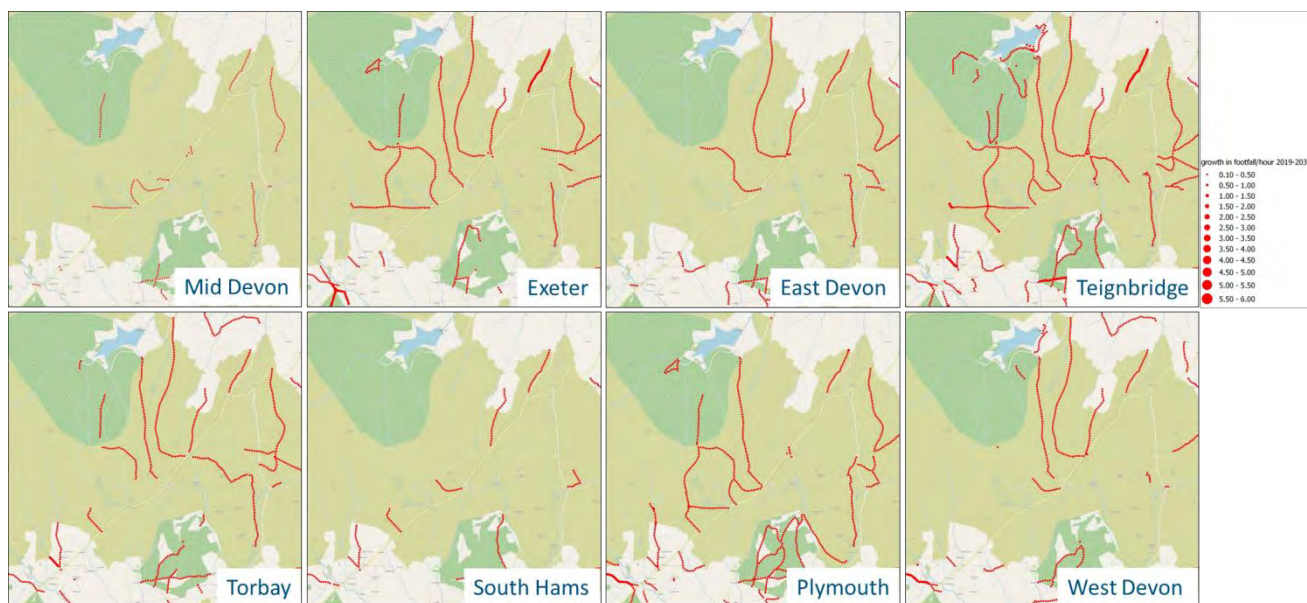 Mid Devon
Exeter
East Devon
Teignbridge
growth in footfall/hour 2019-203
0.10 - 0.50
0.50 - 1.00
1.00 - 1.50
1.50 - 2.00
2.00 - 2.50
2.50 - 3.00
3.00 - 3.50
3.50 - 4.00
4.00 - 4.50
4.50 - 5.00
5.00 - 5.50
5.50 - 6.00
Torbay
South Hams
Plymouth
West Devon